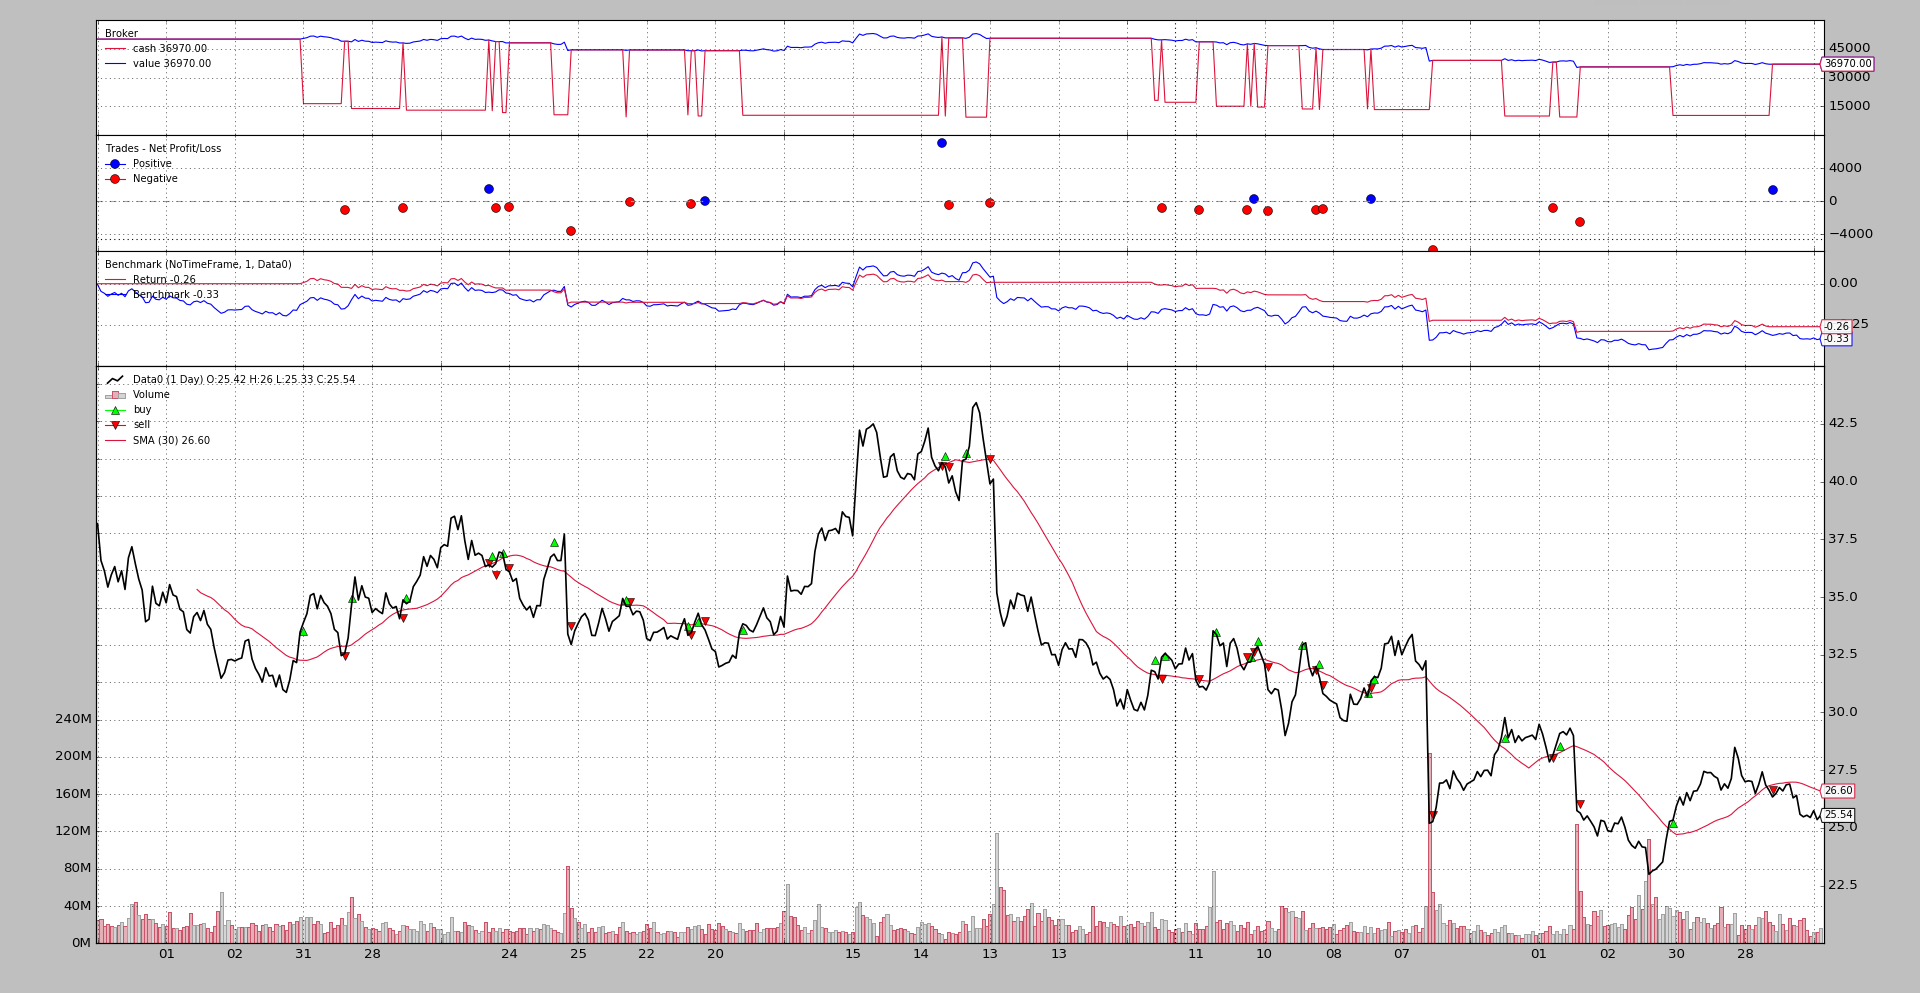 Broker
cash 36970.00
value 36970.00
45000
36970.00
30000
15000
Trades - Net Profit/Loss
Positive
Negative
4000
0
−4000
Benchmark (NoTimeFrame, 1, Data0)
Return -0.26
Benchmark -0.33
0.00
-0.26
25
-0.33
Data0 (1 Day) O:25.42 H:26 L:25.33 C:25.54
Volume
buy
sell
SMA (30) 26.60
42.5
40.0
37.5
35.0
32.5
30.0
27.5
26.60
25.54
25.0
22.5
240M
200M
160M
120M
80M
40M
0M
01 02 31 28 24 25 22 20 15 14 13 13 11 10 08 07 01 02 30 28